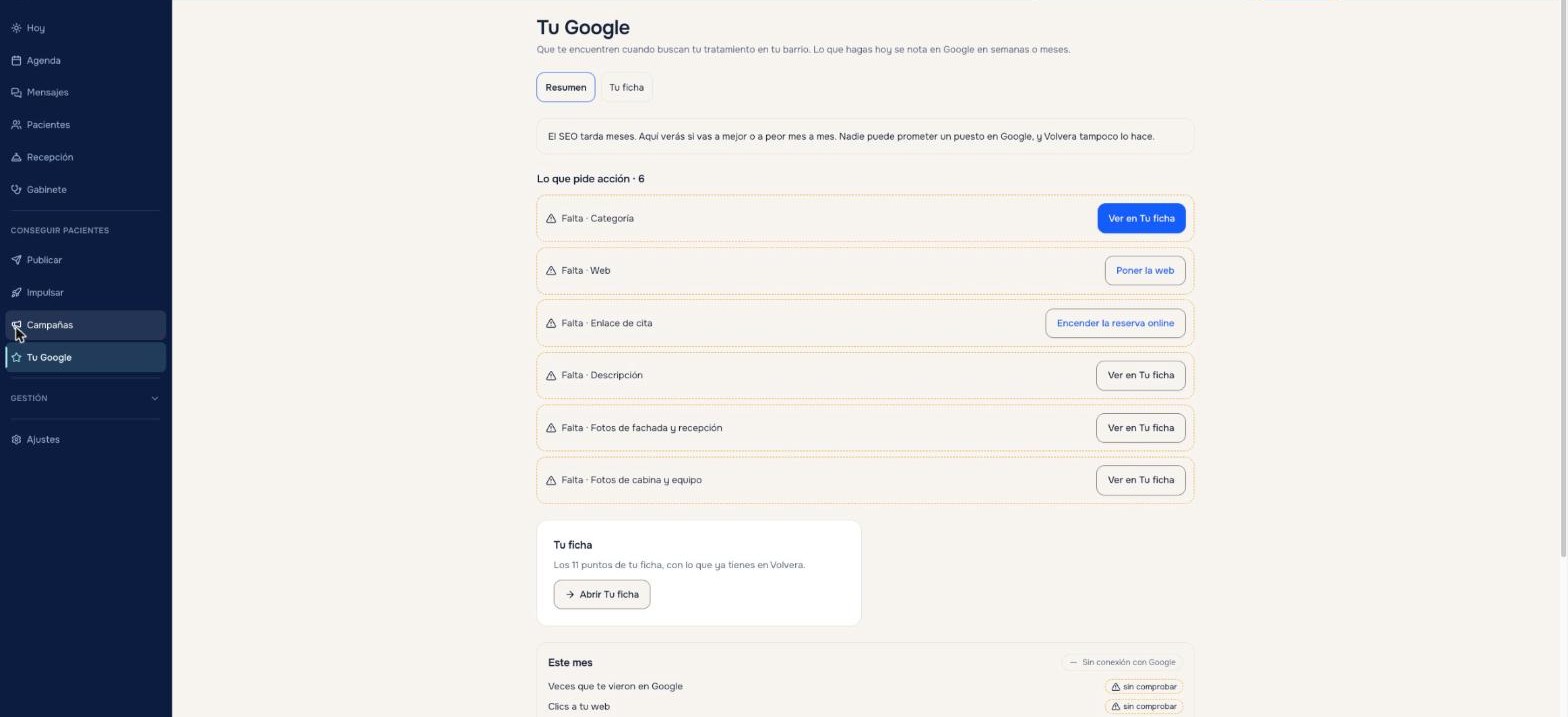 Hoy
Agenda
Mensajes
Pacientes
Recepción
Gabinete
CONSEGUIR PACIENTES
Publicar
Impulsar
Campañas
Tu Google
GESTIÓN
Ajustes
Tu Google
Que te encuentren cuando buscan tu tratamiento en tu barrio. Lo que hagas hoy se nota en Google en semanas o meses.
Resumen
Tu ficha
El SEO tarda meses. Aquí verás si vas a mejor o a peor mes a mes. Nadie puede prometer un puesto en Google, y Volvera tampoco lo hace.
Lo que pide acción · 6
Falta · Categoría
Ver en Tu ficha
Falta · Web
Poner la web
Falta · Enlace de cita
Encender la reserva online
Falta · Descripción
Ver en Tu ficha
Falta · Fotos de fachada y recepción
Ver en Tu ficha
Falta · Fotos de cabina y equipo
Ver en Tu ficha
Tu ficha
Los 11 puntos de tu ficha, con lo que ya tienes en Volvera.
→ Abrir Tu ficha
Este mes
— Sin conexión con Google
Veces que te vieron en Google
sin comprobar
Clics a tu web
sin comprobar